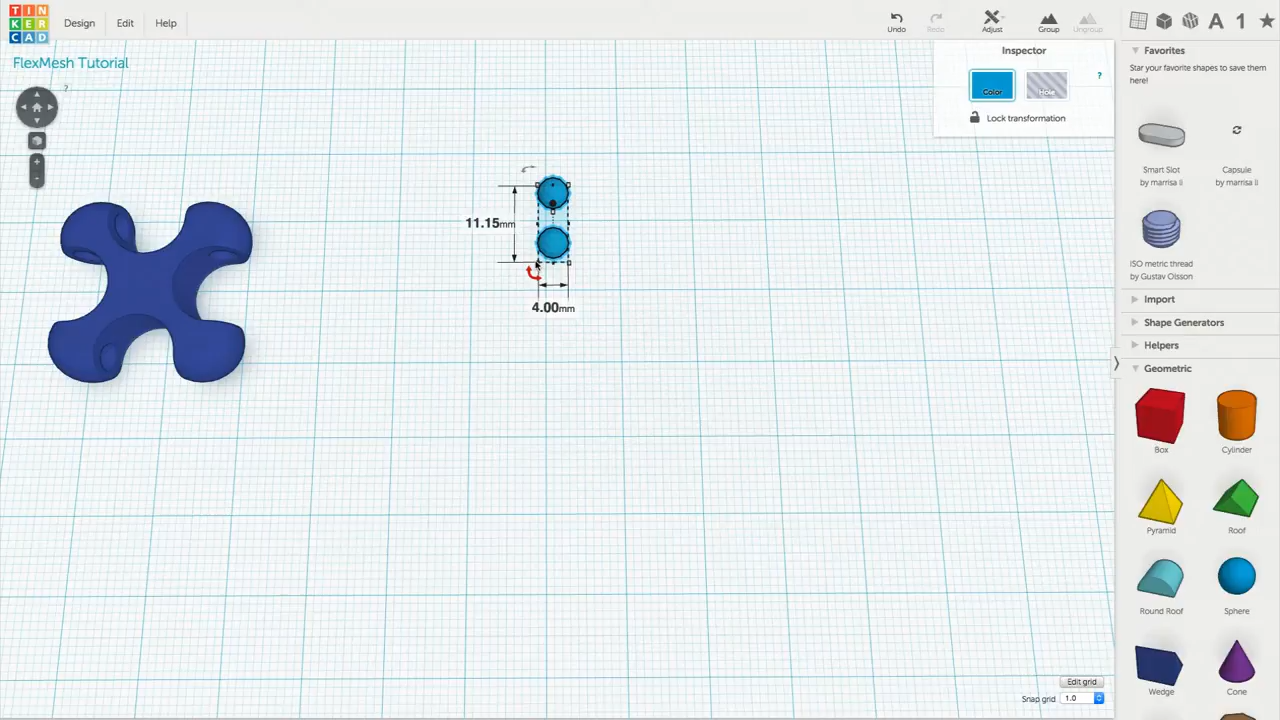 TIN
KER
CAD
Design
Edit
Help
Undo
Redo
Adjust
Group
Ungroup
A
1
FlexMesh Tutorial
?
Inspector
Color
Hole
?
Lock transformation
Favorites
Star your favorite shapes to save them
here!
Smart Slot
by marrisa li
Capsule
by marrisa li
ISO metric thread
by Gustav Olsson
Import
Shape Generators
Helpers
Geometric
Box
Cylinder
Pyramid
Roof
Round Roof
Sphere
Wedge
Cone
11.15mm
4.00mm
Edit grid
Snap grid 1.0